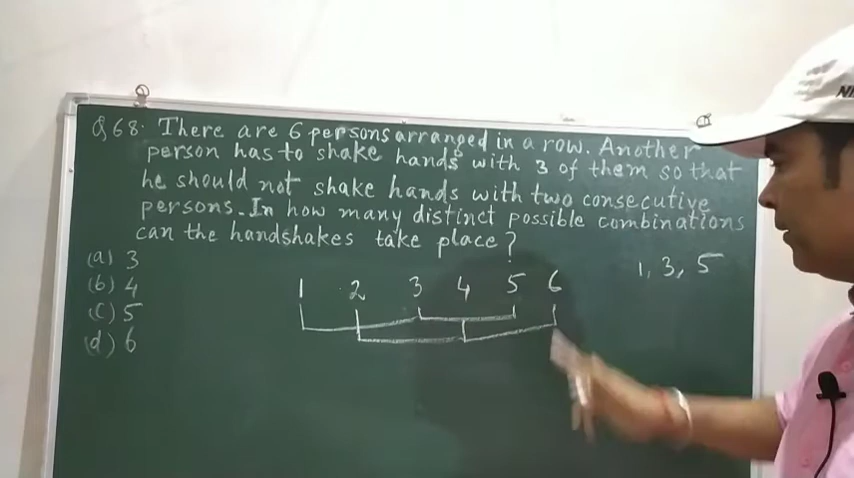 Q68. There are 6 persons arranged in a row. Another
person has to shake hands with 3 of them so that
he should not shake hands with two consecutive
persons. In how many distinct possible combinations
can the handshakes take place?
(a) 3
(b) 4
(c) 5
(d) 6
1 2 3 4 5 6
1, 3, 5